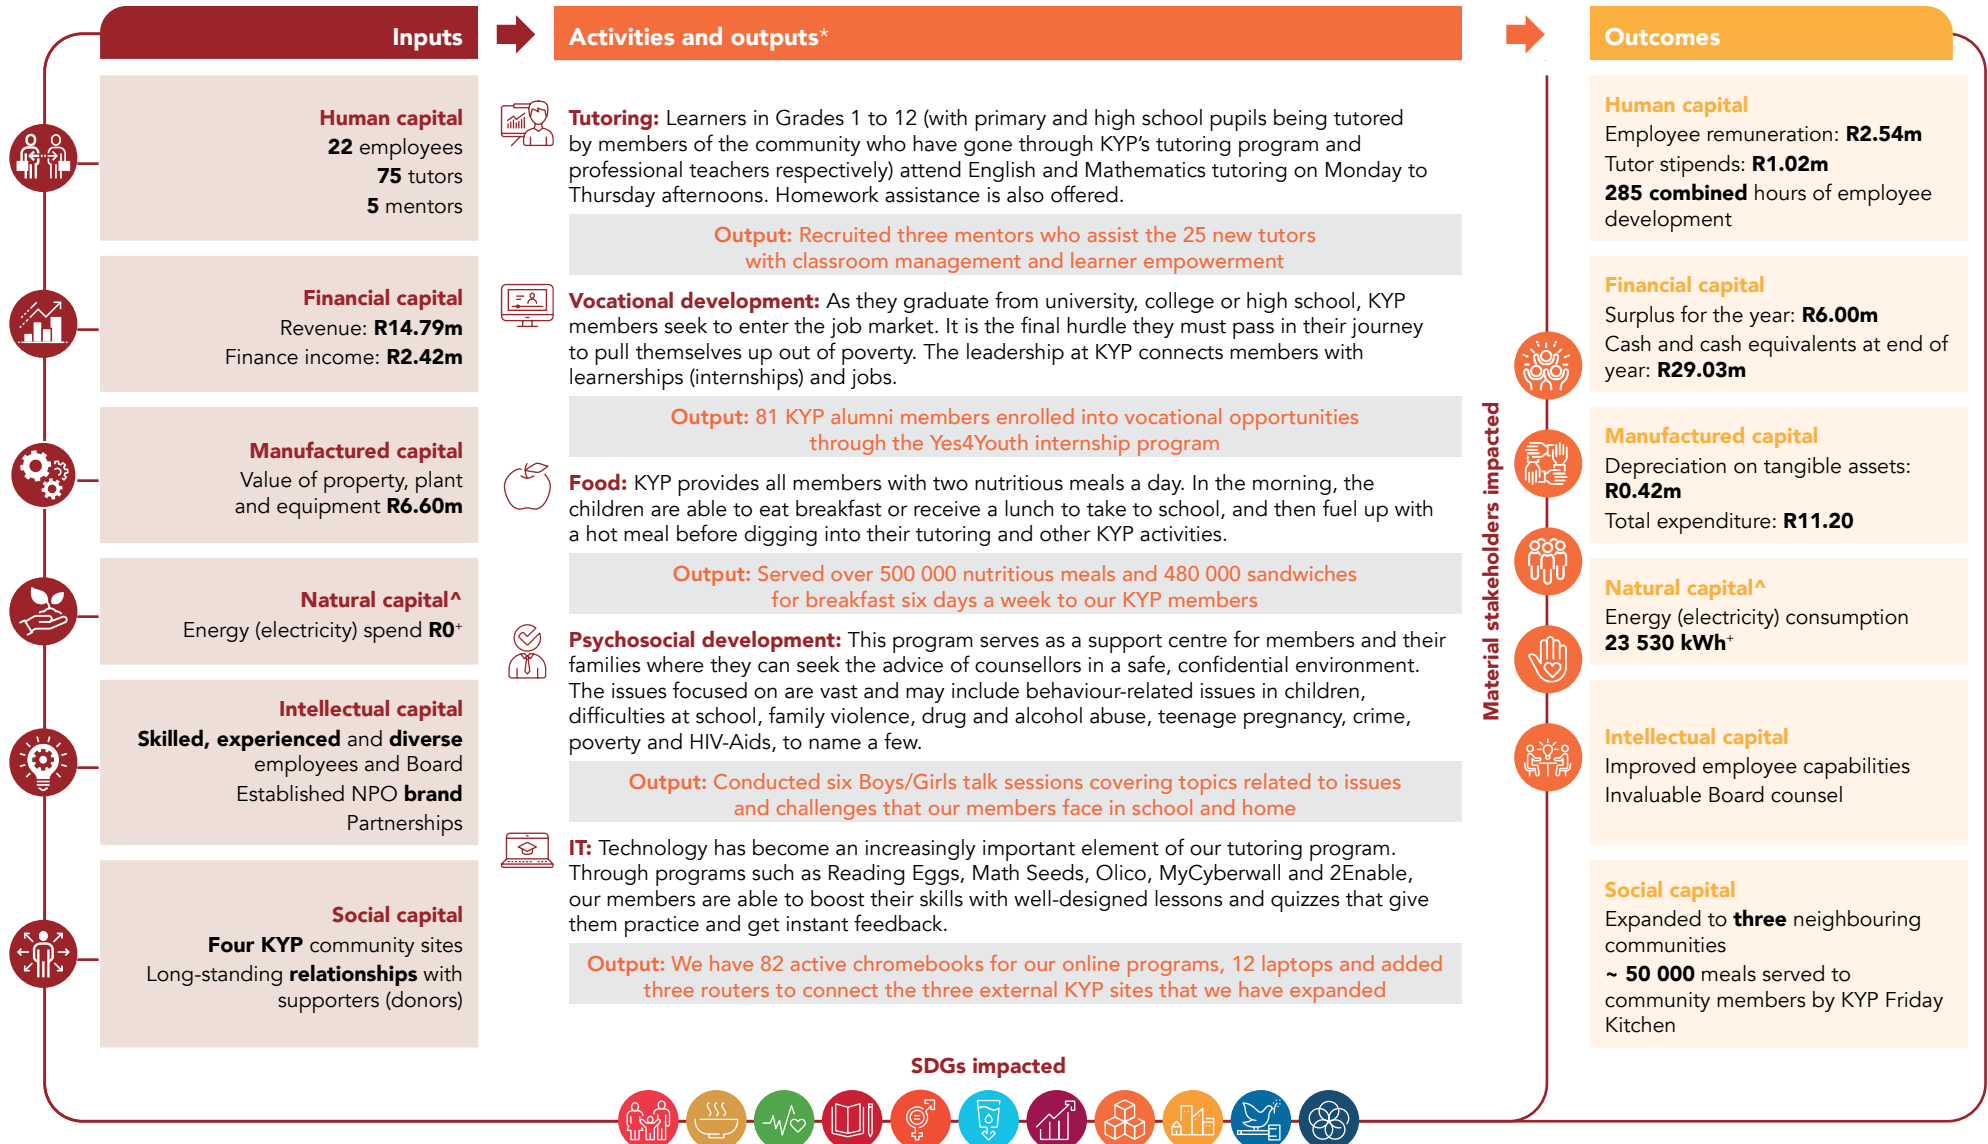 Inputs
Activities and outputs*
Outcomes
Human capital
22 employees
75 tutors
5 mentors
Financial capital
Revenue: R14.79m
Finance income: R2.42m
Manufactured capital
Value of property, plant
and equipment R6.60m
Natural capital^
Energy (electricity) spend R0+
Intellectual capital
Skilled, experienced and diverse
employees and Board
Established NPO brand
Partnerships
Social capital
Four KYP community sites
Long-standing relationships with
supporters (donors)
Tutoring: Learners in Grades 1 to 12 (with primary and high school pupils being tutored
by members of the community who have gone through KYP’s tutoring program and
professional teachers respectively) attend English and Mathematics tutoring on Monday to
Thursday afternoons. Homework assistance is also offered.
Output: Recruited three mentors who assist the 25 new tutors
with classroom management and learner empowerment
Vocational development: As they graduate from university, college or high school, KYP
members seek to enter the job market. It is the final hurdle they must pass in their journey
to pull themselves up out of poverty. The leadership at KYP connects members with
learnerships (internships) and jobs.
Output: 81 KYP alumni members enrolled into vocational opportunities
through the Yes4Youth internship program
Food: KYP provides all members with two nutritious meals a day. In the morning, the
children are able to eat breakfast or receive a lunch to take to school, and then fuel up with
a hot meal before digging into their tutoring and other KYP activities.
Output: Served over 500 000 nutritious meals and 480 000 sandwiches
for breakfast six days a week to our KYP members
Psychosocial development: This program serves as a support centre for members and their
families where they can seek the advice of counsellors in a safe, confidential environment.
The issues focused on are vast and may include behaviour-related issues in children,
difficulties at school, family violence, drug and alcohol abuse, teenage pregnancy, crime,
poverty and HIV-Aids, to name a few.
Output: Conducted six Boys/Girls talk sessions covering topics related to issues
and challenges that our members face in school and home
IT: Technology has become an increasingly important element of our tutoring program.
Through programs such as Reading Eggs, Math Seeds, Olico, MyCyberwall and 2Enable,
our members are able to boost their skills with well-designed lessons and quizzes that give
them practice and get instant feedback.
Output: We have 82 active chromebooks for our online programs, 12 laptops and added
three routers to connect the three external KYP sites that we have expanded
Material stakeholders impacted
Human capital
Employee remuneration: R2.54m
Tutor stipends: R1.02m
285 combined hours of employee
development
Financial capital
Surplus for the year: R6.00m
Cash and cash equivalents at end of
year: R29.03m
Manufactured capital
Depreciation on tangible assets:
R0.42m
Total expenditure: R11.20
Natural capital^
Energy (electricity) consumption
23 530 kWh+
Intellectual capital
Improved employee capabilities
Invaluable Board counsel
Social capital
Expanded to three neighbouring
communities
~ 50 000 meals served to
community members by KYP Friday
Kitchen
SDGs impacted